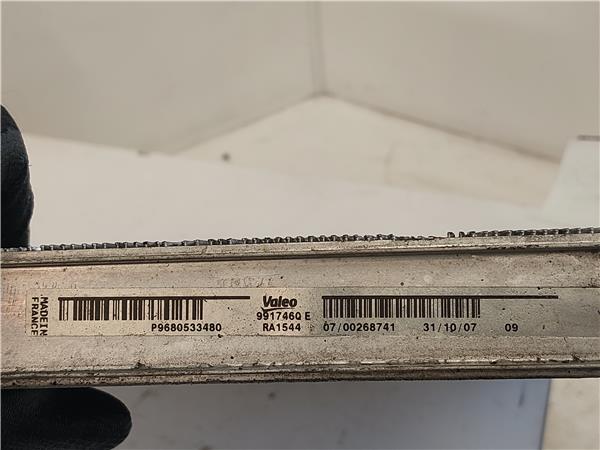 MADE IN
FRANCE
P9680533480
Valeo
991746Q E
RA1544
07/00268741
31/10/07
09